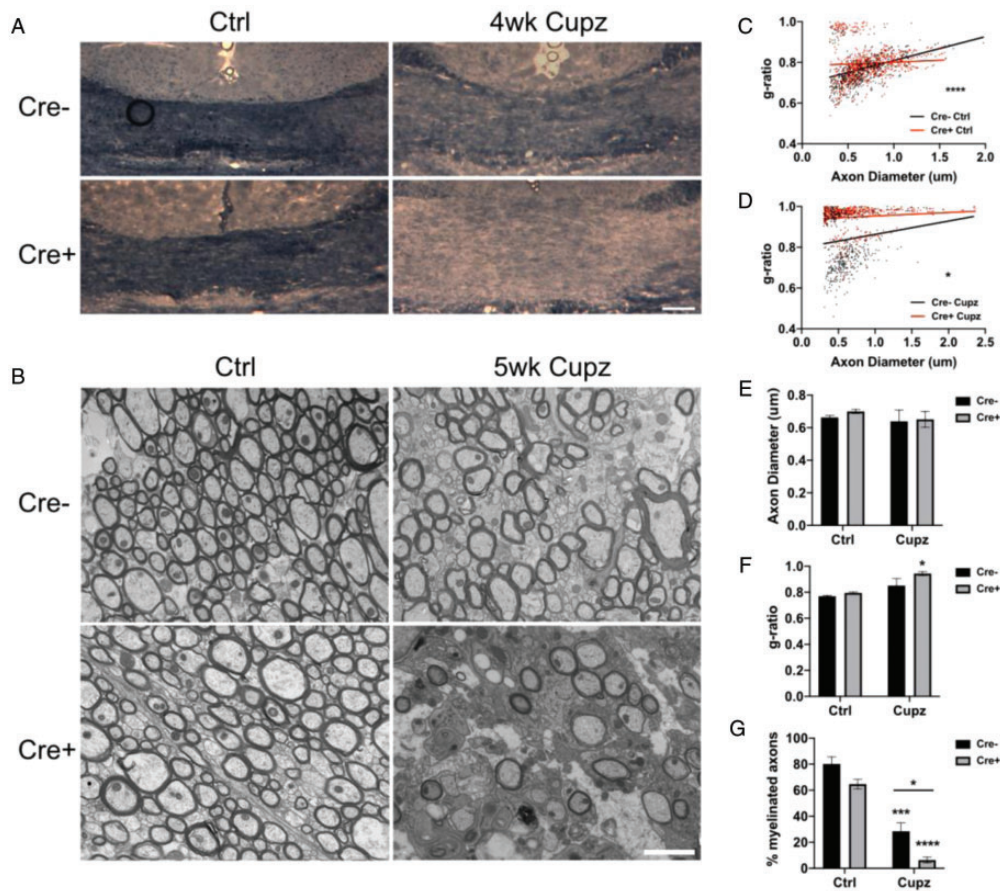 A
Ctrl
4wk Cupz
Cre-
Cre+
B
Ctrl
5wk Cupz
Cre-
Cre+
C
1.0
0.8
0.6
0.4
g-ratio
0.0 0.5 1.0 1.5 2.0
Axon Diameter (um)
****
Cre- Ctrl
Cre+ Ctrl
D
1.0
0.8
0.6
0.4
g-ratio
0.0 0.5 1.0 1.5 2.0 2.5
Axon Diameter (um)
*
Cre- Cupz
Cre+ Cupz
E
0.8
0.6
0.4
0.2
0.0
Axon Diameter (um)
Ctrl Cupz
Cre-
Cre+
F
1.0
0.8
0.6
0.4
0.2
0.0
g-ratio
*
Ctrl Cupz
Cre-
Cre+
G
100
80
60
40
20
0
% myelinated axons
*
***
****
Ctrl Cupz
Cre-
Cre+